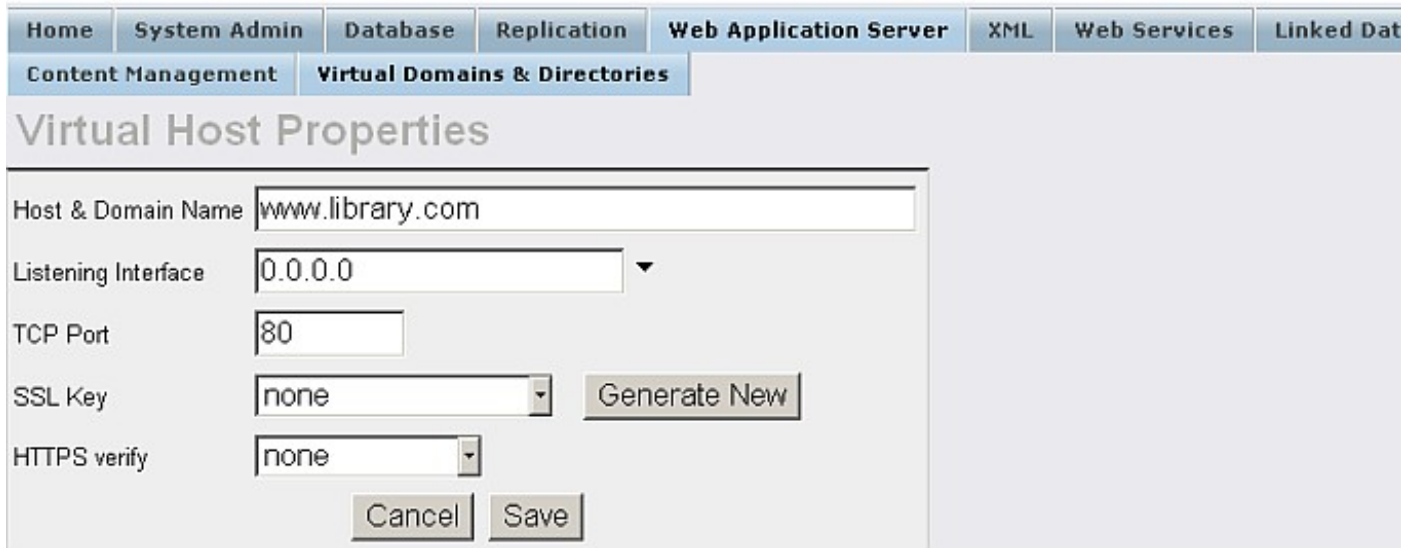 Home System Admin Database Replication Web Application Server XML Web Services Linked Dat
Content Management Virtual Domains & Directories
Virtual Host Properties
Host & Domain Name www.library.com
Listening Interface 0.0.0.0
TCP Port 80
SSL Key none Generate New
HTTPS verify none
Cancel Save